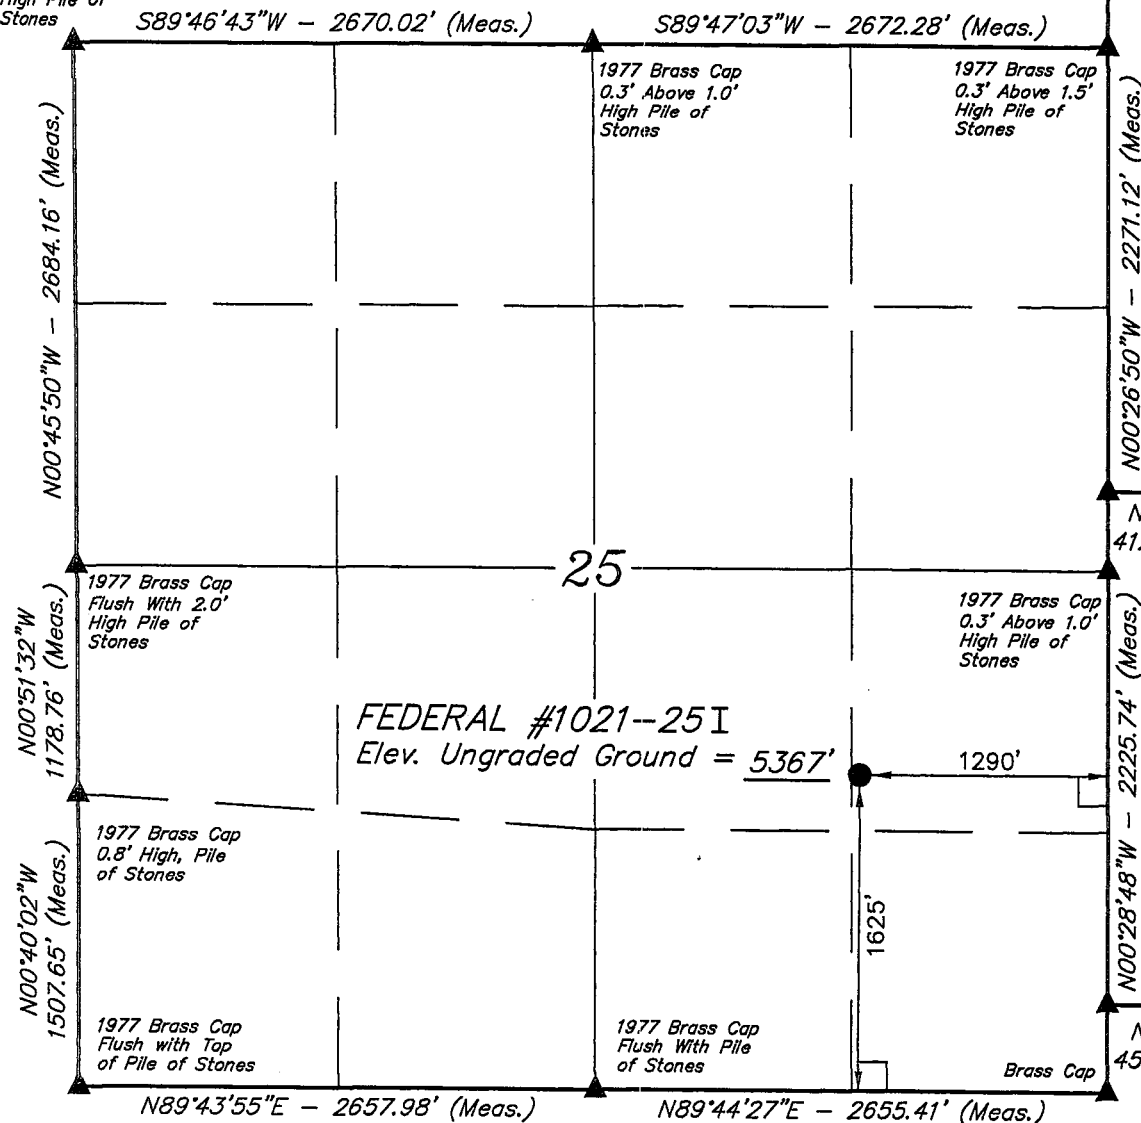 High Pile of
Stones
S89°46'43"W - 2670.02' (Meas.)
S89°47'03"W - 2672.28' (Meas.)
1977 Brass Cap
0.3' Above 1.0'
High Pile of
Stones
1977 Brass Cap
0.3' Above 1.5'
High Pile of
Stones
N00°45'50"W - 2684.16' (Meas.)
N00°26'50"W - 2271.12' (Meas.)
N
41.
25
1977 Brass Cap
Flush With 2.0'
High Pile of
Stones
1977 Brass Cap
0.3' Above 1.0'
High Pile of
Stones
N00°51'32"W
1178.76' (Meas.)
FEDERAL #1021--25I
Elev. Ungraded Ground = 5367'
1290'
N00°28'48"W - 2225.74' (Meas.)
1977 Brass Cap
0.8' High, Pile
of Stones
N00°40'02"W
1507.65' (Meas.)
1625'
1977 Brass Cap
Flush with Top
of Pile of Stones
1977 Brass Cap
Flush With Pile
of Stones
Brass Cap
N
45
N89°43'55"E - 2657.98' (Meas.)
N89°44'27"E - 2655.41' (Meas.)